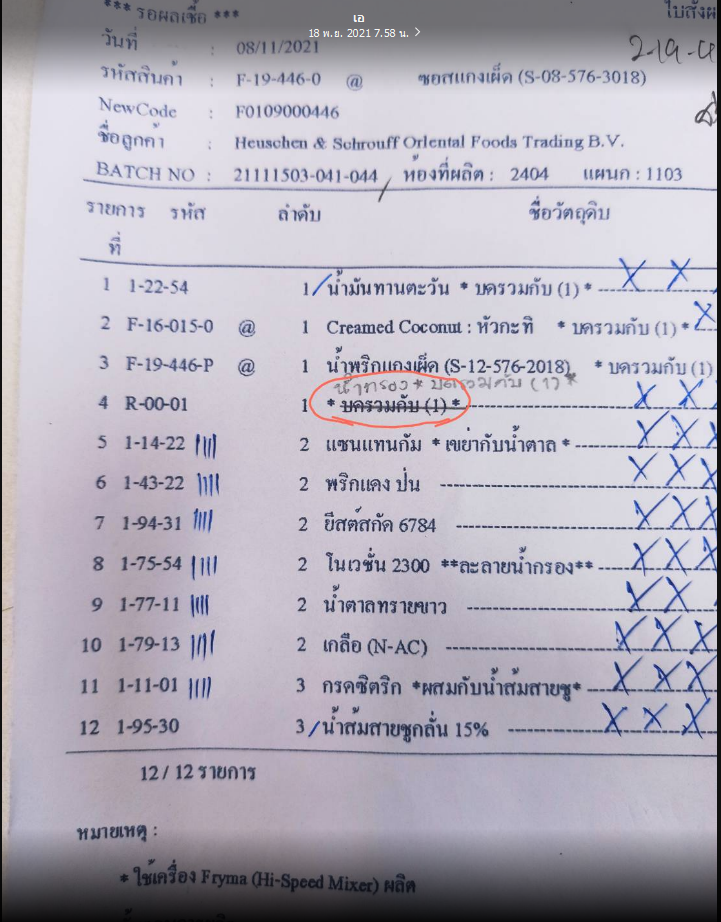 *** รอผลเชื้อ ***
เอ
18 พ.ย. 2021 7.58 น.
วันที่ : 08/11/2021
รหัสสินค้า : F-19-446-0 @ ซอสแกงเผ็ด (S-08-576-3018)
NewCode : F0109000446
ชื่อลูกค้า : Heuschen & Schrouff Orlental Foods Trading B.V.
BATCH NO : 21111503-041-044 ห้องที่ผลิต : 2404 แผนก : 1103
รายการ รหัส ลำดับ ชื่อวัตถุดิบ
ที่
1 1-22-54 1 น้ำมันทานตะวัน * บดรวมกับ (1) *
2 F-16-015-0 @ 1 Creamed Coconut : หัวกะทิ * บดรวมกับ (1) *
3 F-19-446-P @ 1 น้ำพริกแกงเผ็ด (S-12-576-2018) * บดรวมกับ (1)
น้ำกรอง * บดรวมกับ (1) *
4 R-00-01 1 * บดรวมกับ (1) *
5 1-14-22 2 แซนแทนกัม * เขย่ากับน้ำตาล *
6 1-43-22 2 พริกแดง ป่น
7 1-94-31 2 ยีสต์สกัด 6784
8 1-75-54 2 โนเวชั่น 2300 **ละลายน้ำกรอง**
9 1-77-11 2 น้ำตาลทรายขาว
10 1-79-13 2 เกลือ (N-AC)
11 1-11-01 3 กรดซิตริก *ผสมกับน้ำส้มสายชู*
12 1-95-30 3 น้ำส้มสายชูกลั่น 15%
12 / 12 รายการ
หมายเหตุ :
* ใช้เครื่อง Fryma (Hi-Speed Mixer) ผลิต